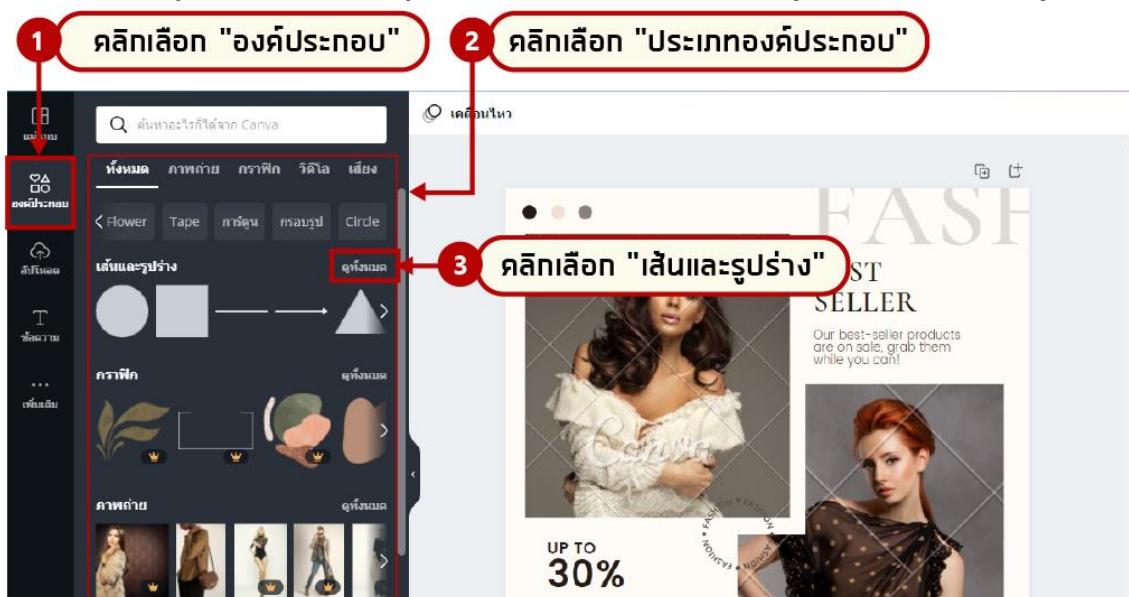 1 คลิกเลือก "องค์ประกอบ"
2 คลิกเลือก "ประเภทองค์ประกอบ"
เคลื่อนไหว
ค้นหาอะไรก็ได้จาก Canva
ทั้งหมด ภาพถ่าย กราฟิก วิดีโอ เสียง
องค์ประกอบ
Flower Tape การ์ตูน กรอบรูป Circle
FASH
เส้นและรูปร่าง ดูทั้งหมด
3 คลิกเลือก "เส้นและรูปร่าง"
อัปโหลด
SELLER
Our best-seller products
are on sale, grab them
while you can!
ข้อความ
กราฟิก ดูทั้งหมด
เพิ่มเติม
Canva
ภาพถ่าย ดูทั้งหมด
FASHION FASHION
UP TO
30%